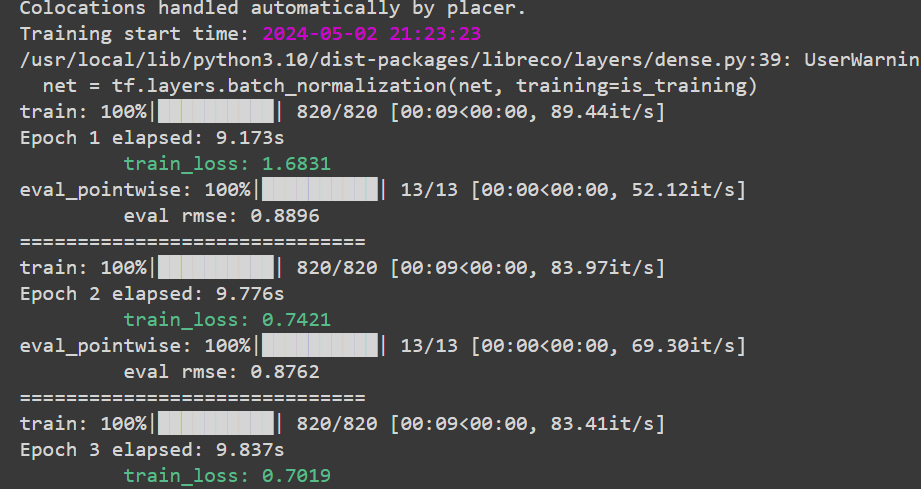 Colocations handled automatically by placer.
Training start time: 2024-05-02 21:23:23
/usr/local/lib/python3.10/dist-packages/libreco/layers/dense.py:39: UserWarnin
  net = tf.layers.batch_normalization(net, training=is_training)
train: 100%|██████████| 820/820 [00:09<00:00, 89.44it/s]
Epoch 1 elapsed: 9.173s
         train_loss: 1.6831
eval_pointwise: 100%|██████████| 13/13 [00:00<00:00, 52.12it/s]
         eval rmse: 0.8896
==============================
train: 100%|██████████| 820/820 [00:09<00:00, 83.97it/s]
Epoch 2 elapsed: 9.776s
         train_loss: 0.7421
eval_pointwise: 100%|██████████| 13/13 [00:00<00:00, 69.30it/s]
         eval rmse: 0.8762
==============================
train: 100%|██████████| 820/820 [00:09<00:00, 83.41it/s]
Epoch 3 elapsed: 9.837s
         train_loss: 0.7019